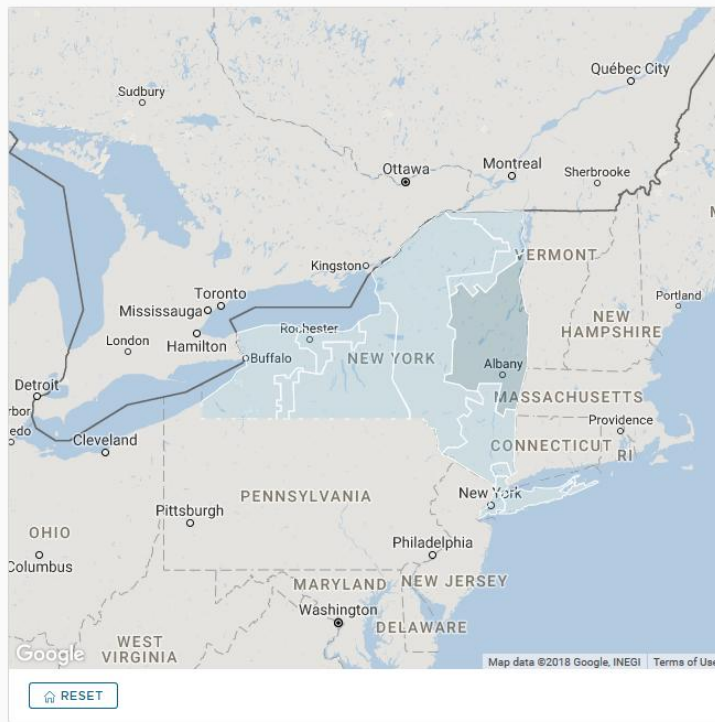 Québec City
Sudbury
Ottawa
Montreal
Sherbrooke
Kingston
VERMONT
Toronto
Mississauga
Portland
NEW
HAMPSHIRE
Hamilton
London
Rochester
Buffalo
NEW YORK
Albany
Detroit
MASSACHUSETTS
Providence
Cleveland
CONNECTICUT
RI
New York
PENNSYLVANIA
Pittsburgh
OHIO
Philadelphia
Columbus
MARYLAND
NEW JERSEY
Washington
DELAWARE
WEST
VIRGINIA
Google
Map data ©2018 Google, INEGI
Terms of Use
RESET